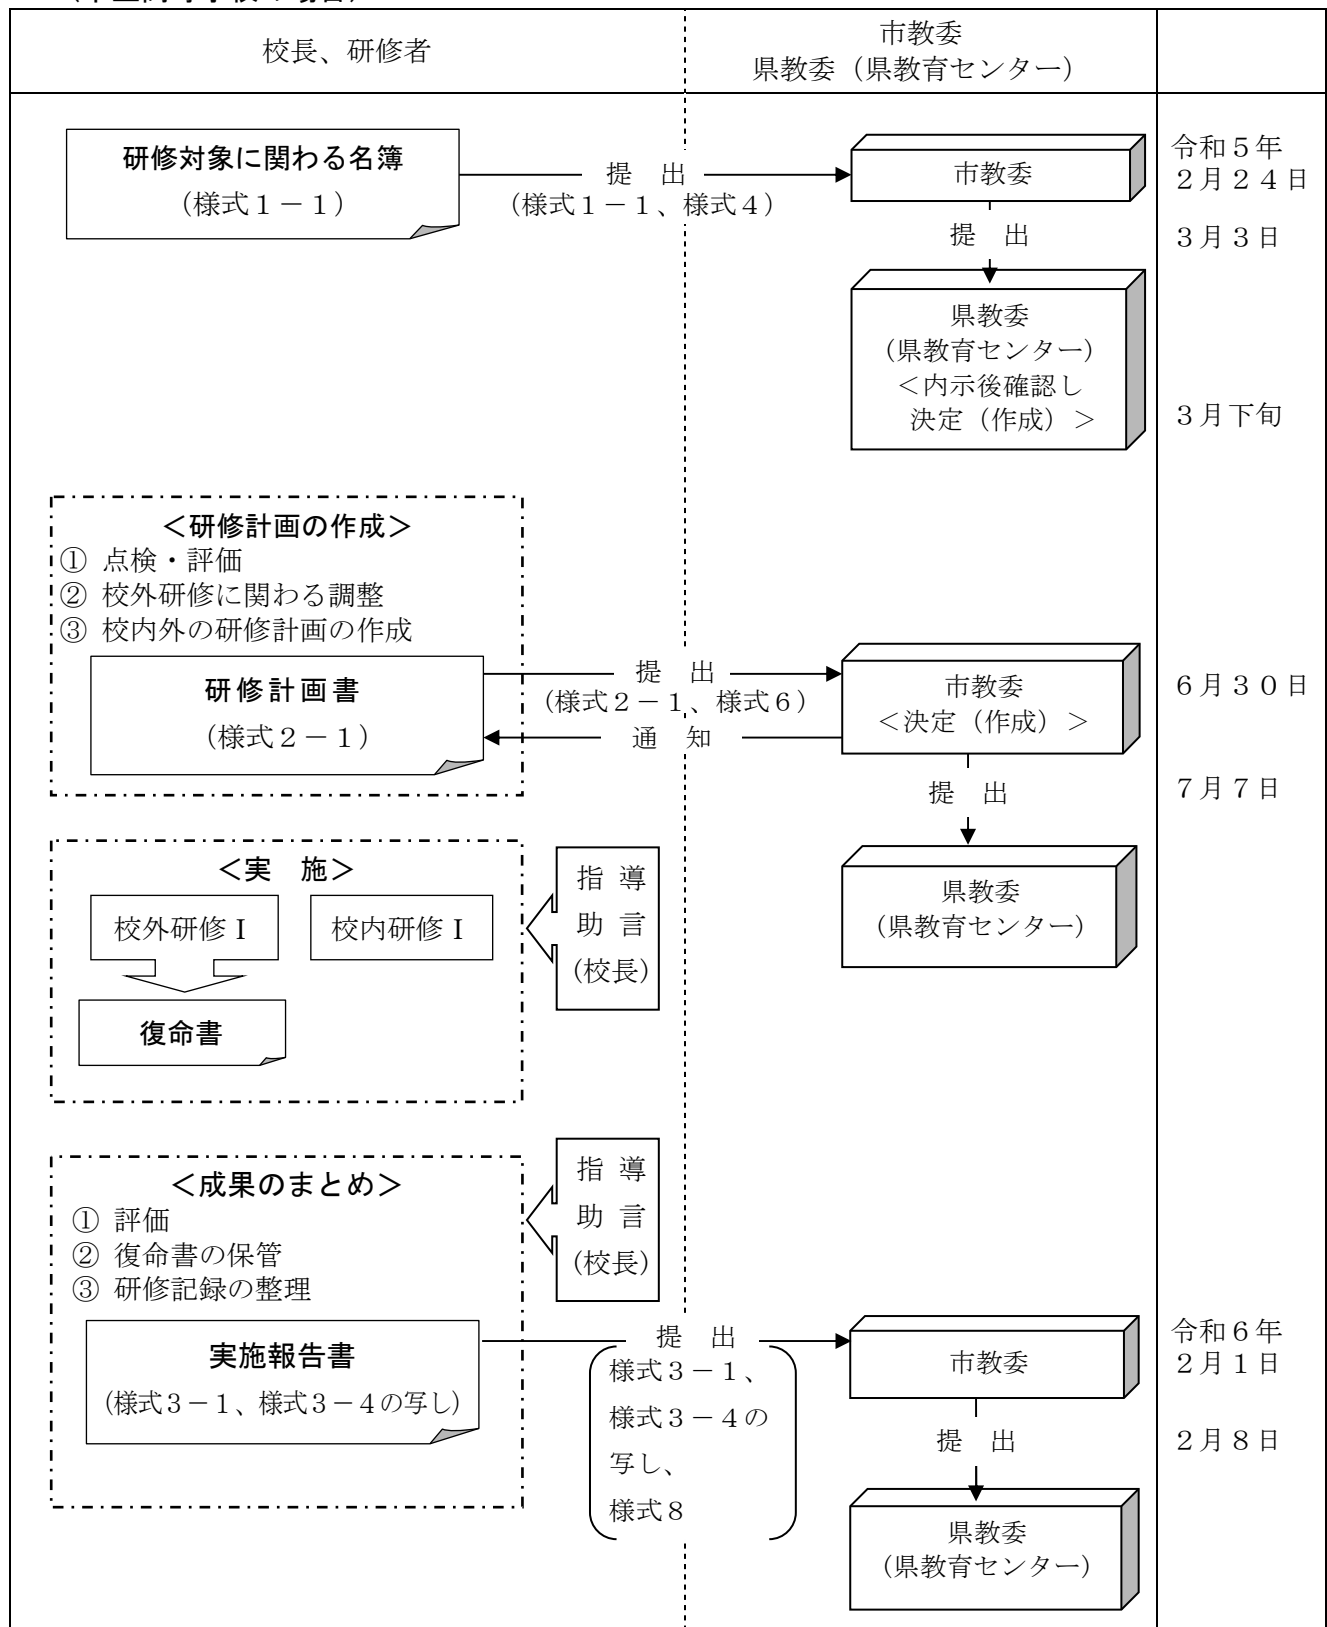 校長、研修者
市教委
県教委（県教育センター）
研修対象に関わる名簿
（様式１－１）
提　出
（様式１－１、様式４）
市教委
令和５年
２月２４日
提　出
３月３日
県教委
（県教育センター）
＜内示後確認し
決定（作成）＞
３月下旬
＜研修計画の作成＞
① 点検・評価
② 校外研修に関わる調整
③ 校内外の研修計画の作成
研修計画書
（様式２－１）
提　出
（様式２－１、様式６）
通　知
市教委
＜決定（作成）＞
６月３０日
提　出
７月７日
＜実　施＞
校外研修Ⅰ
校内研修Ⅰ
復命書
指 導
助 言
（校長）
県教委
（県教育センター）
＜成果のまとめ＞
① 評価
② 復命書の保管
③ 研修記録の整理
指 導
助 言
（校長）
実施報告書
（様式３－１、様式３－４の写し）
提　出
様式３－１、
様式３－４の
写し、
様式８
市教委
令和６年
２月１日
提　出
２月８日
県教委
（県教育センター）